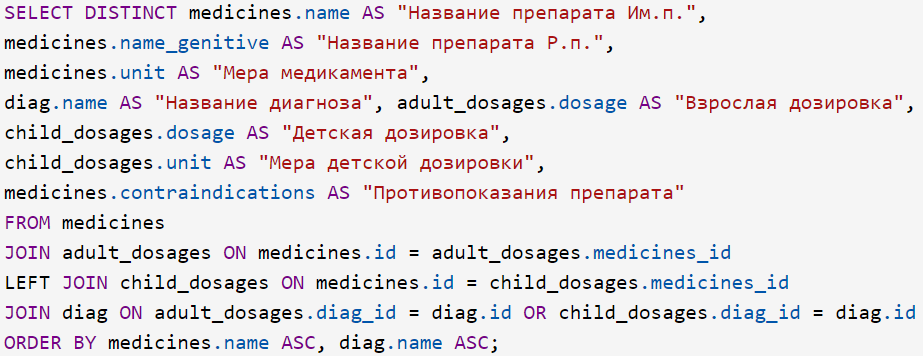 SELECT DISTINCT medicines.name AS "Название препарата Им.п.",
medicines.name_genitive AS "Название препарата Р.п.",
medicines.unit AS "Мера медикамента",
diag.name AS "Название диагноза", adult_dosages.dosage AS "Взрослая дозировка",
child_dosages.dosage AS "Детская дозировка",
child_dosages.unit AS "Мера детской дозировки",
medicines.contraindications AS "Противопоказания препарата"
FROM medicines
JOIN adult_dosages ON medicines.id = adult_dosages.medicines_id
LEFT JOIN child_dosages ON medicines.id = child_dosages.medicines_id
JOIN diag ON adult_dosages.diag_id = diag.id OR child_dosages.diag_id = diag.id
ORDER BY medicines.name ASC, diag.name ASC;